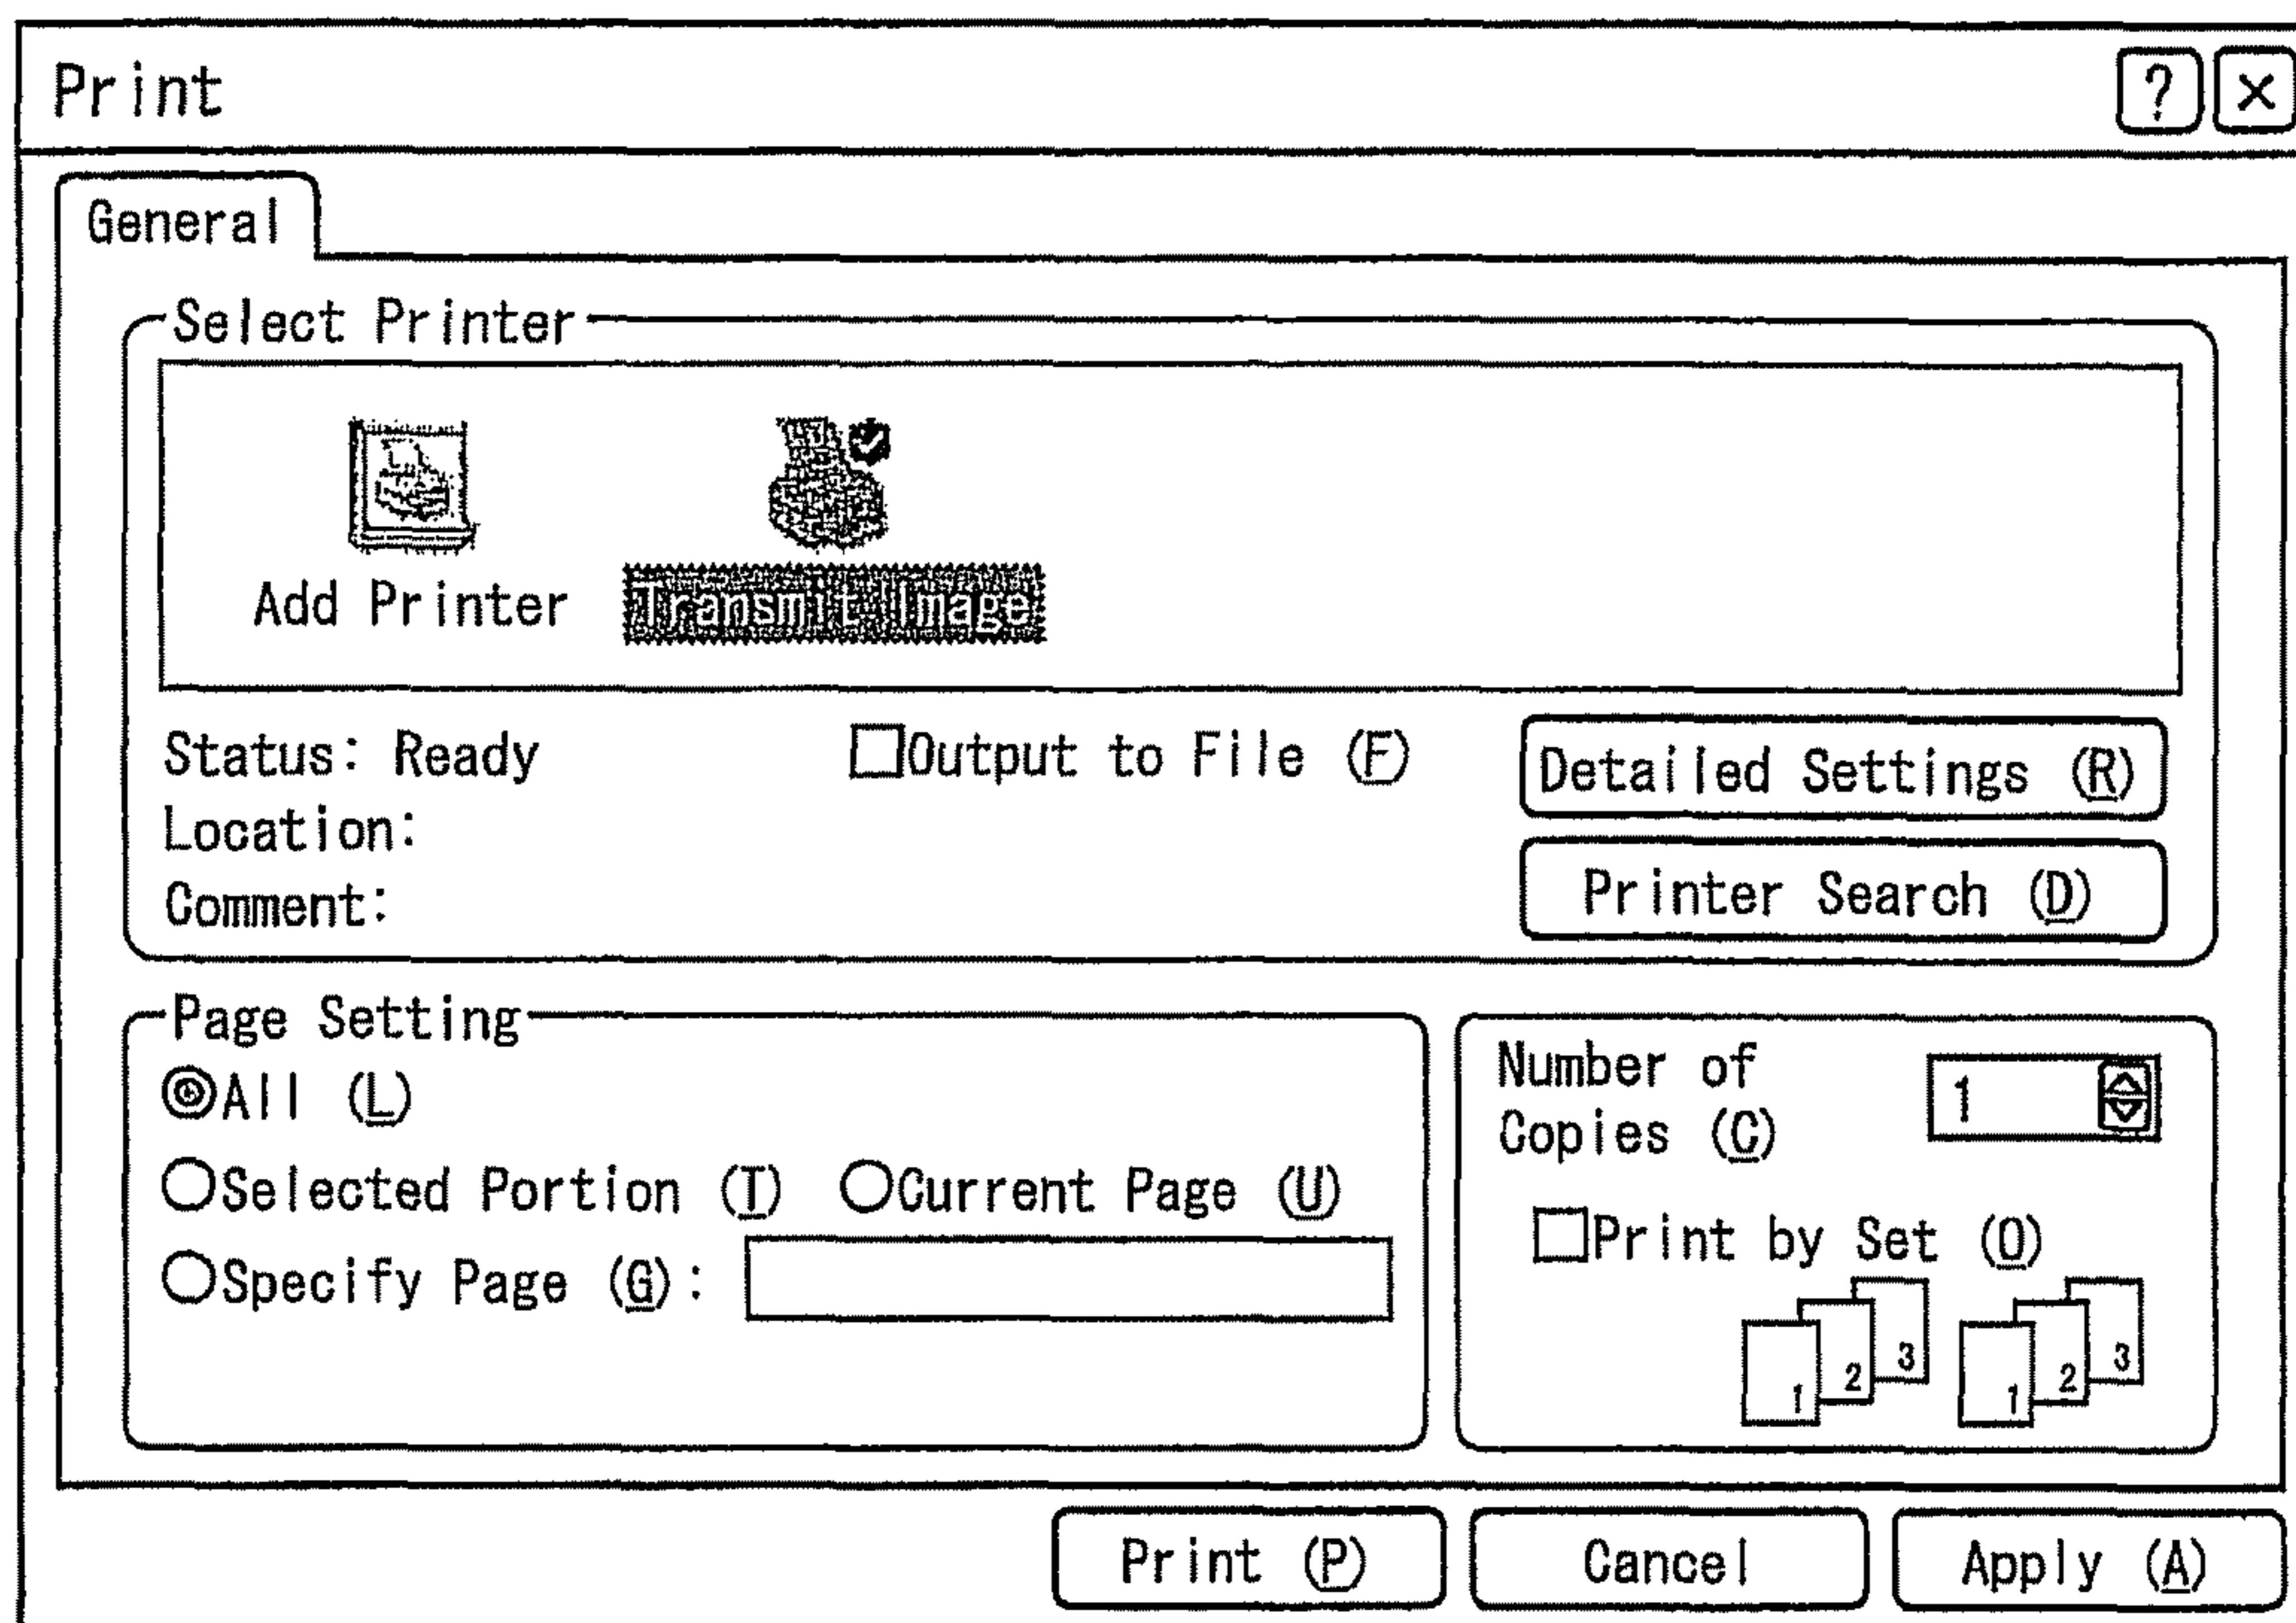 Print ? ×
General
Select Printer
Add Printer Transmit Image
Status: Ready Output to File (F) Detailed Settings (R)
Location:
Comment: Printer Search (D)
Page Setting
All (L)
Selected Portion (T) Current Page (U)
Specify Page (G):
Number of 1
Copies (C)
Print by Set (O)
1 2 3 1 2 3
Print (P) Cancel Apply (A)